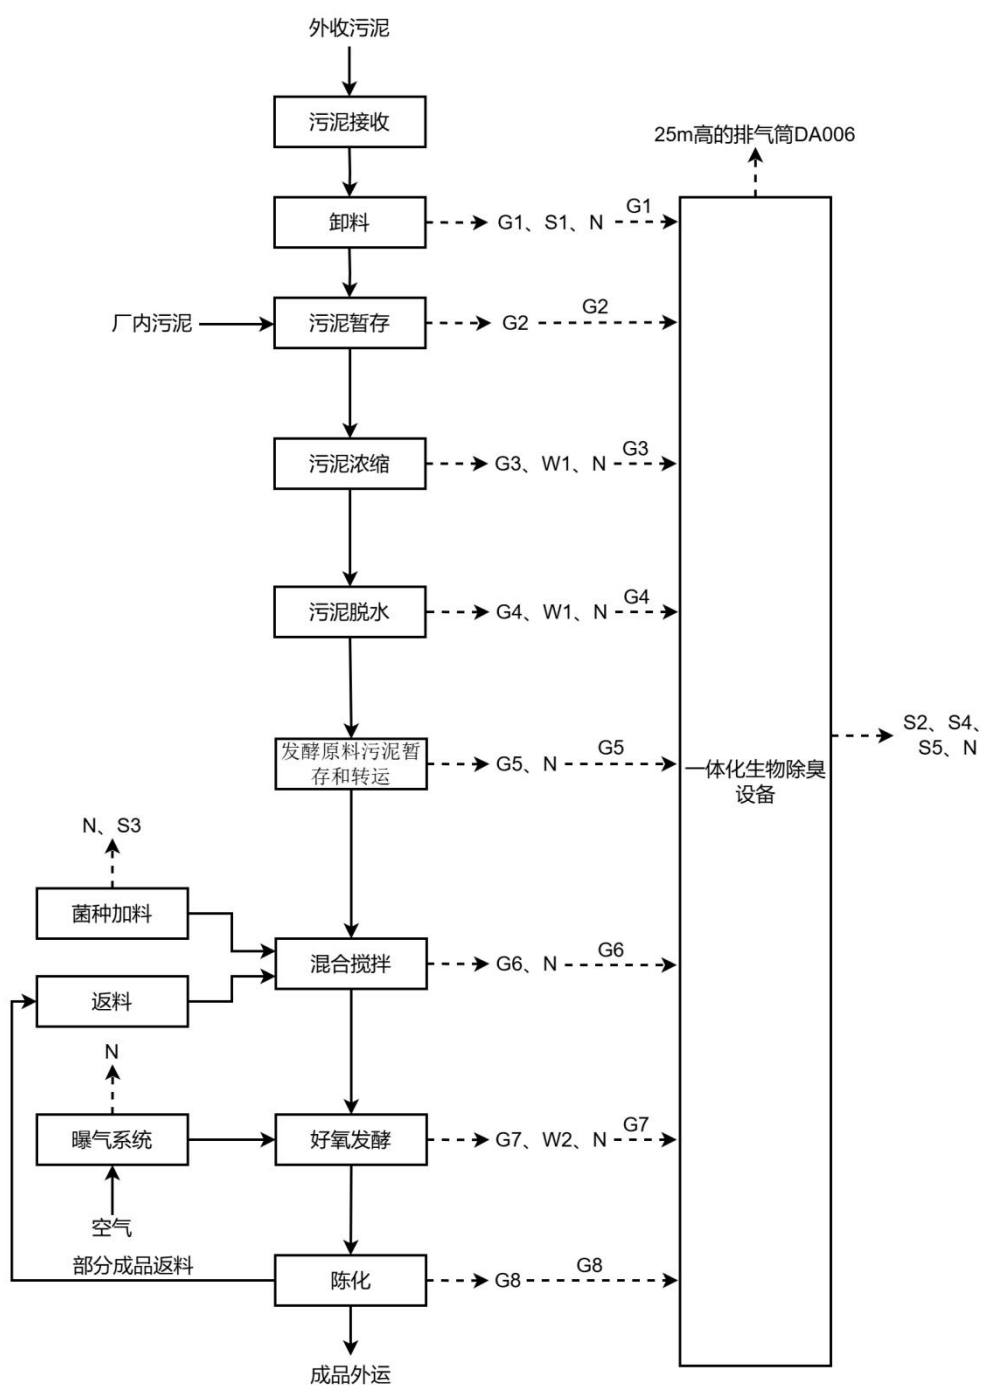 外收污泥
污泥接收
25m高的排气筒DA006
卸料
G1、S1、N
G1
厂内污泥
污泥暂存
G2
G2
污泥浓缩
G3、W1、N
G3
污泥脱水
G4、W1、N
G4
发酵原料污泥暂
存和转运
G5、N
G5
一体化生物除臭
设备
S2、S4、
S5、N
N、S3
菌种加料
混合搅拌
G6、N
G6
返料
N
曝气系统
好氧发酵
G7、W2、N
G7
空气
部分成品返料
陈化
G8
G8
成品外运